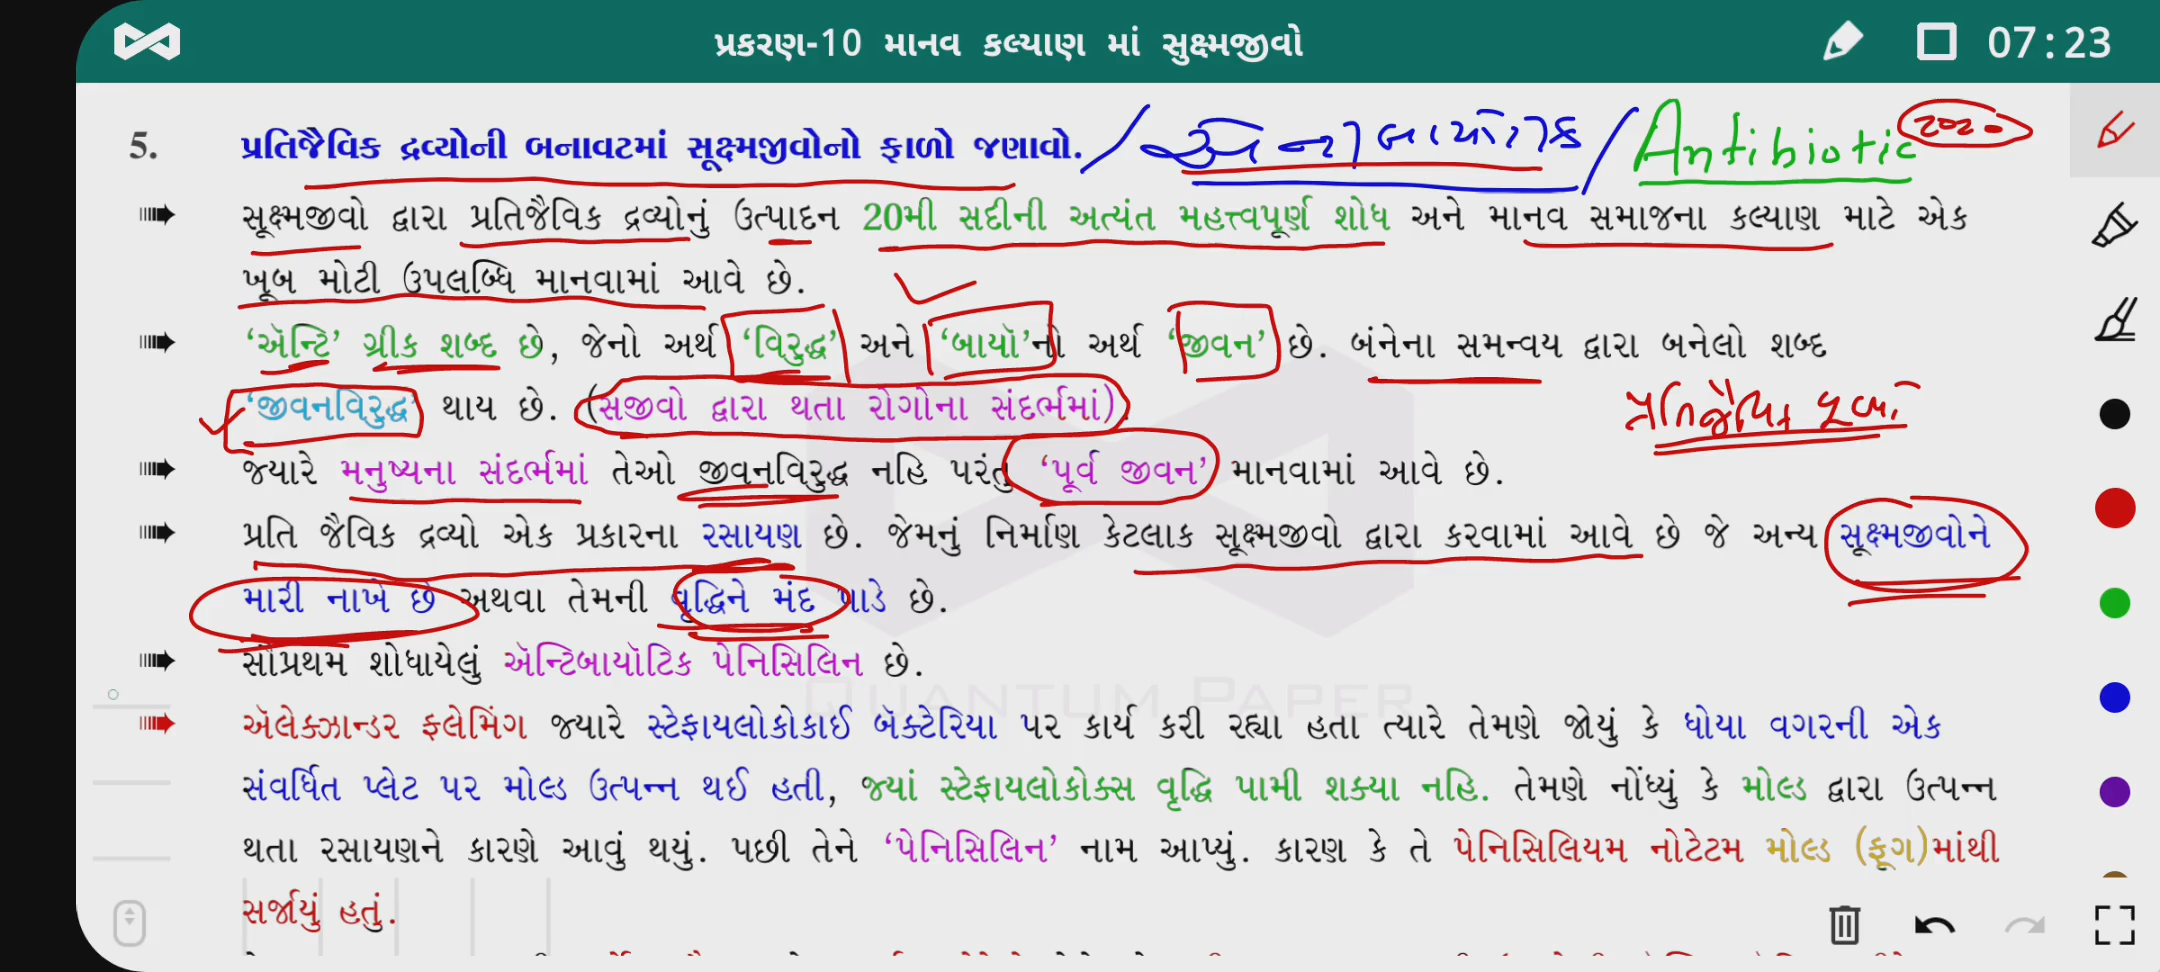 પ્રકરણ-10 માનવ કલ્યાણ માં સુક્ષ્મજીવો 07:23
5. પ્રતિજૈવિક દ્રવ્યોની બનાવટમાં સૂક્ષ્મજીવોનો ફાળો જણાવો. / એન્ટીબાયોટીક / Antibiotic
સૂક્ષ્મજીવો દ્વારા પ્રતિજૈવિક દ્રવ્યોનું ઉત્પાદન 20મી સદીની અત્યંત મહત્ત્વપૂર્ણ શોધ અને માનવ સમાજના કલ્યાણ માટે એક
ખૂબ મોટી ઉપલબ્ધિ માનવામાં આવે છે.
‘ઍન્ટિ’ ગ્રીક શબ્દ છે, જેનો અર્થ ‘વિરુદ્ધ’ અને ‘બાયૉ’નો અર્થ ‘જીવન’ છે. બંનેના સમન્વય દ્વારા બનેલો શબ્દ
‘જીવનવિરુદ્ધ’ થાય છે. (સજીવો દ્વારા થતા રોગોના સંદર્ભમાં).
જ્યારે મનુષ્યના સંદર્ભમાં તેઓ જીવનવિરુદ્ધ નહિ પરંતુ ‘પૂર્વ જીવન’ માનવામાં આવે છે.
પ્રતિ જૈવિક દ્રવ્યો એક પ્રકારના રસાયણ છે. જેમનું નિર્માણ કેટલાક સૂક્ષ્મજીવો દ્વારા કરવામાં આવે છે જે અન્ય સૂક્ષ્મજીવોને
મારી નાખે છે અથવા તેમની વૃદ્ધિને મંદ પાડે છે.
સૌપ્રથમ શોધાયેલું ઍન્ટિબાયૉટિક પેનિસિલિન છે.
QUANTUM PAPER
ઍલેક્ઝાન્ડર ફ્લેમિંગ જ્યારે સ્ટેફાયલોકોકાઈ બૅક્ટેરિયા પર કાર્ય કરી રહ્યા હતા ત્યારે તેમણે જોયું કે ધોયા વગરની એક
સંવર્ધિત પ્લેટ પર મોલ્ડ ઉત્પન્ન થઈ હતી, જ્યાં સ્ટેફાયલોકોક્સ વૃદ્ધિ પામી શક્યા નહિ. તેમણે નોંધ્યું કે મોલ્ડ દ્વારા ઉત્પન્ન
થતા રસાયણને કારણે આવું થયું. પછી તેને ‘પેનિસિલિન’ નામ આપ્યું. કારણ કે તે પેનિસિલિયમ નોટેટમ મોલ્ડ (ફૂગ)માંથી
સર્જાયું હતું.